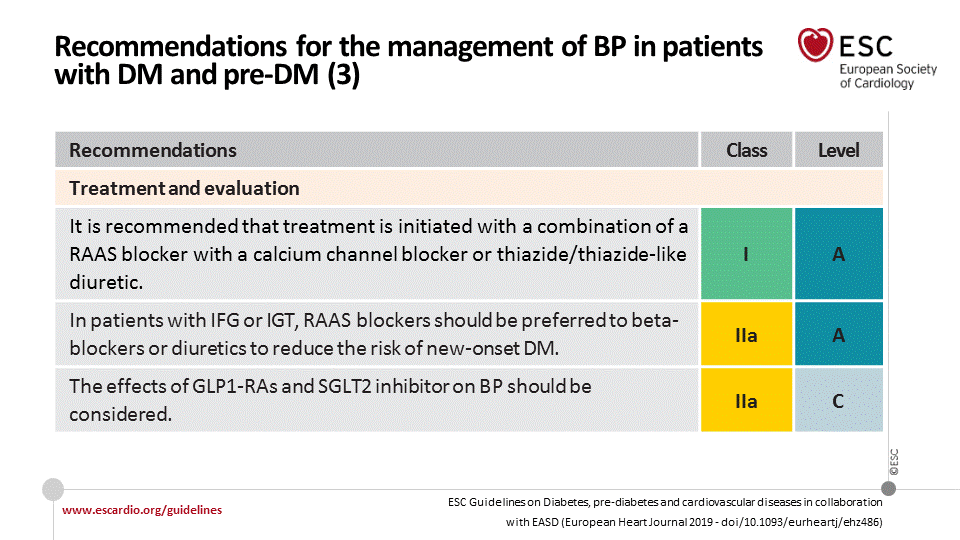 Recommendations for the management of BP in patients
with DM and pre-DM (3)
ESC
European Society
of Cardiology
Recommendations Class Level
Treatment and evaluation
It is recommended that treatment is initiated with a combination of a
RAAS blocker with a calcium channel blocker or thiazide/thiazide-like
diuretic.
I A
In patients with IFG or IGT, RAAS blockers should be preferred to beta-
blockers or diuretics to reduce the risk of new-onset DM.
IIa A
The effects of GLP1-RAs and SGLT2 inhibitor on BP should be
considered.
IIa C
©ESC
www.escardio.org/guidelines
ESC Guidelines on Diabetes, pre-diabetes and cardiovascular diseases in collaboration
with EASD (European Heart Journal 2019 - doi/10.1093/eurheartj/ehz486)